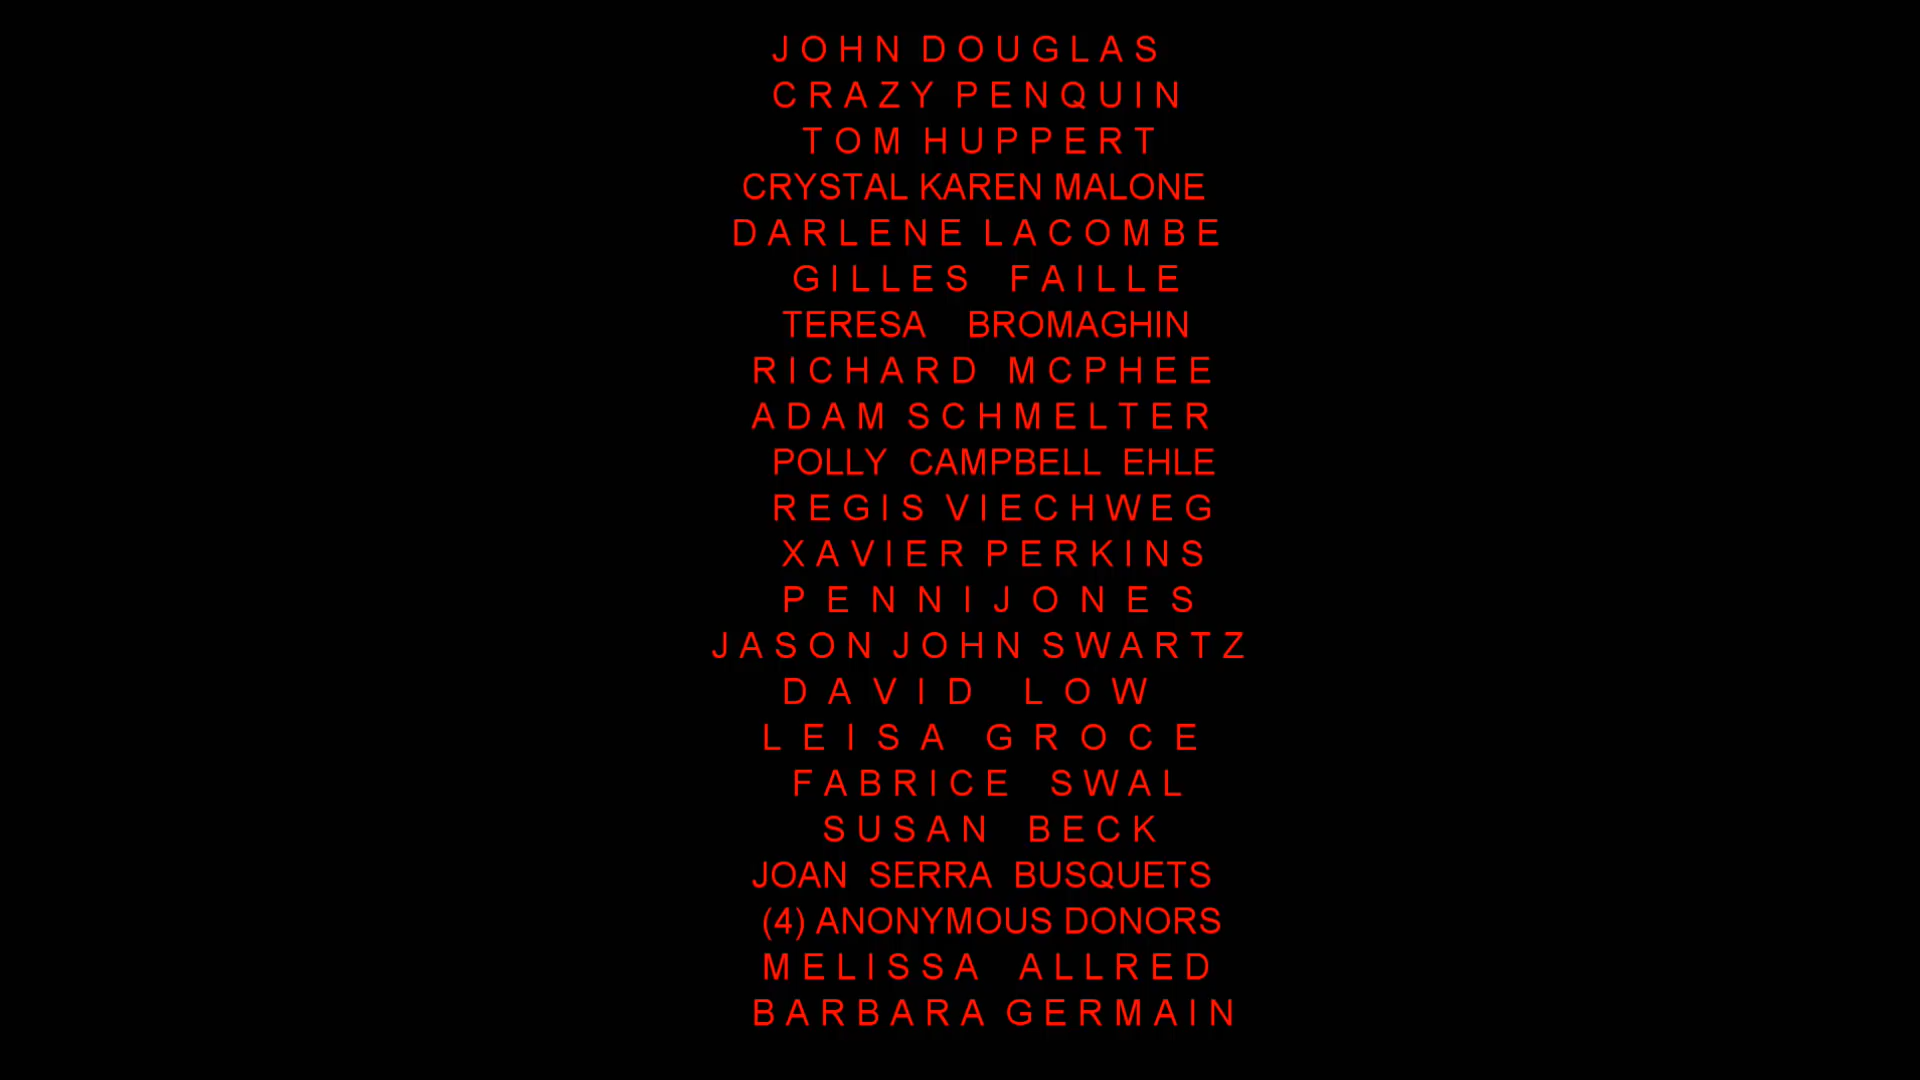 JOHN DOUGLAS
CRAZY PENQUIN
TOM HUPPERT
CRYSTAL KAREN MALONE
DARLENE LACOMBE
GILLES FAILLE
TERESA BROMAGHIN
RICHARD MCPHEE
ADAM SCHMELTER
POLLY CAMPBELL EHLE
REGIS VIECHWEG
XAVIER PERKINS
PENNIJONES
JASON JOHN SWARTZ
DAVID LOW
LEISA GROCE
FABRICE SWAL
SUSAN BECK
JOAN SERRA BUSQUETS
(4) ANONYMOUS DONORS
MELISSA ALLRED
BARBARA GERMAIN